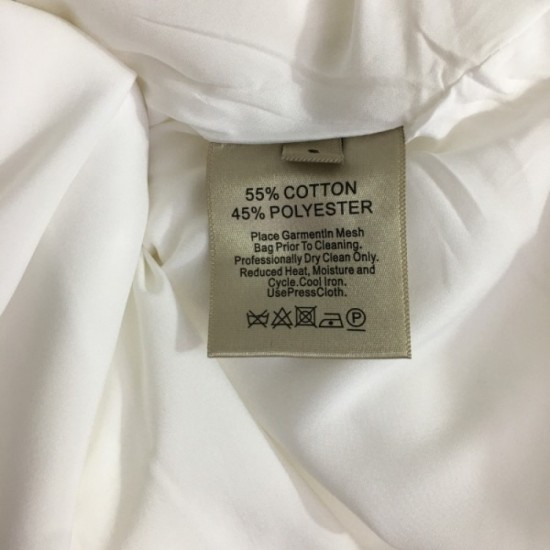 55% COTTON
45% POLYESTER
Place GarmentIn Mesh
Bag Prior To Cleaning.
Professionally Dry Clean Only.
Reduced Heat, Moisture and
Cycle.Cool Iron.
UsePressCloth.
P